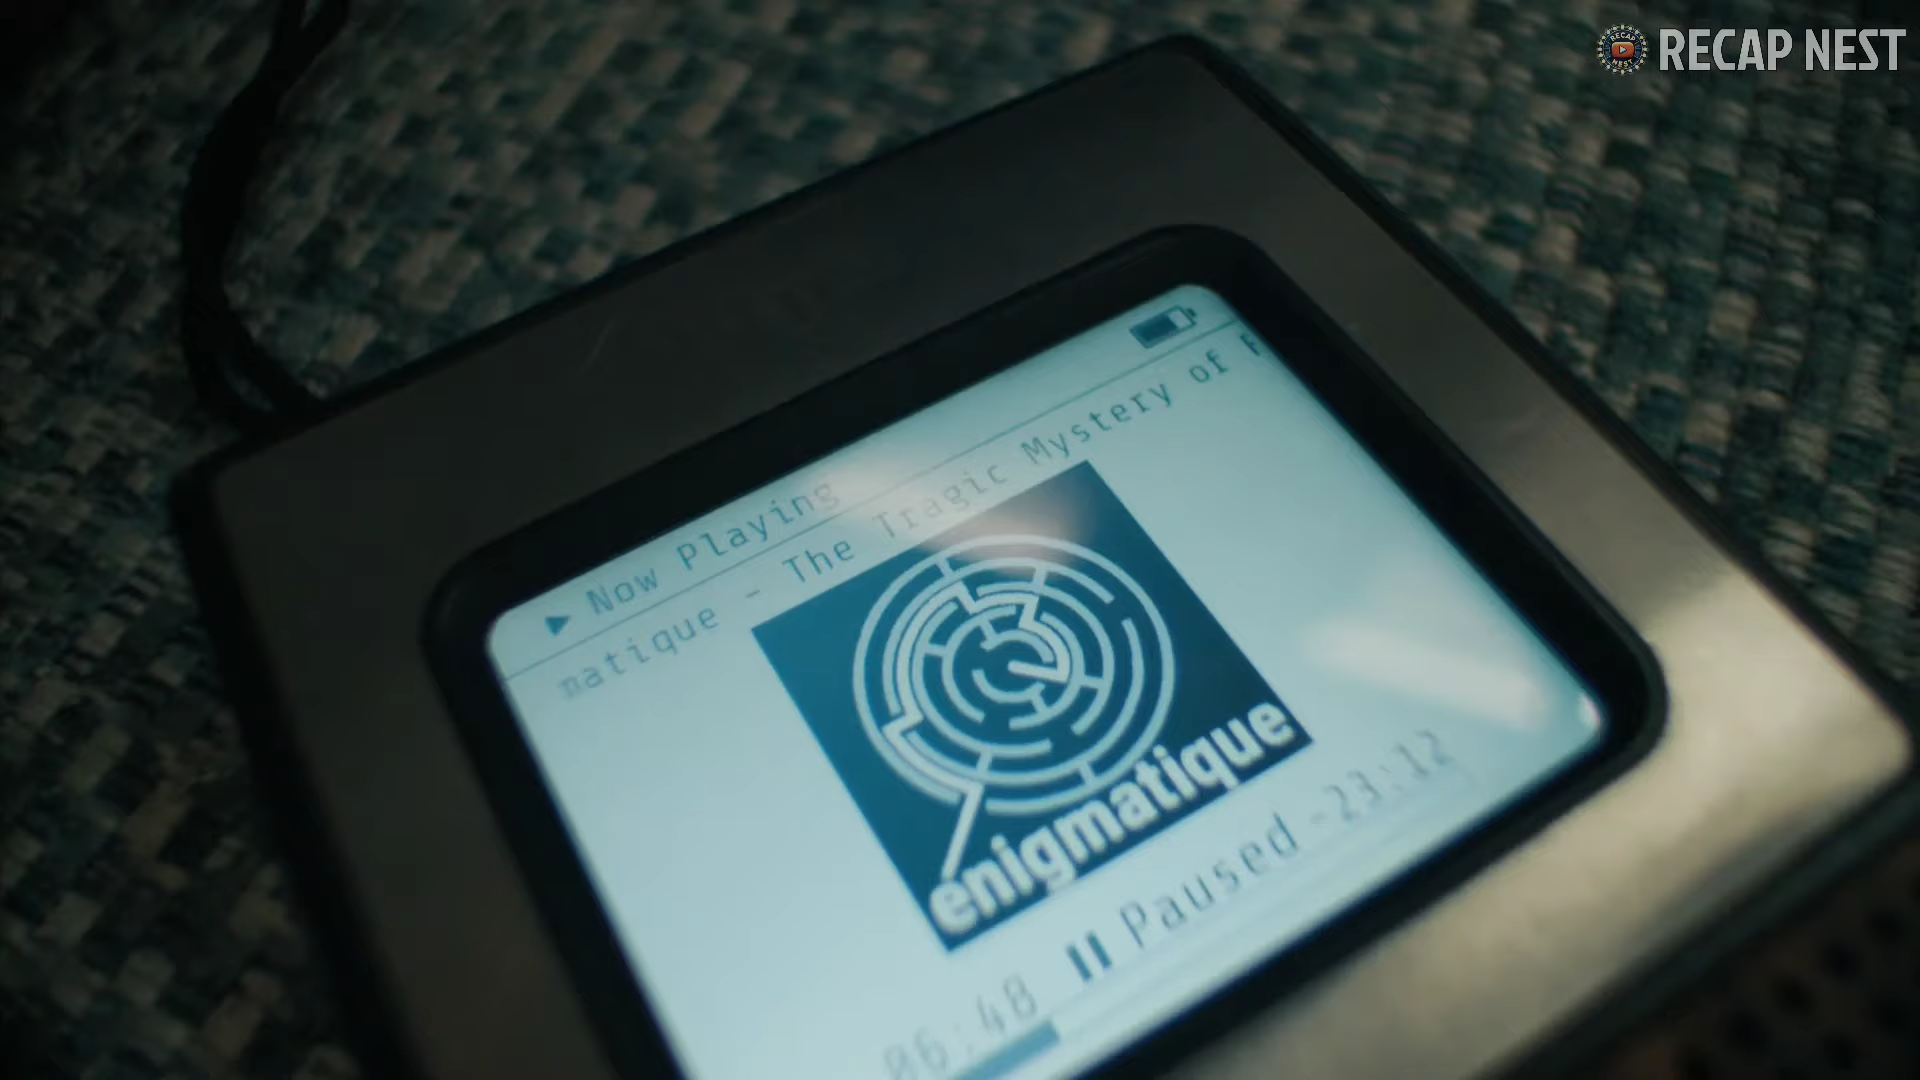 RECAP NEST
Now Playing
matique - The Tragic Mystery of
enigmatique
Paused -23:12
06:48